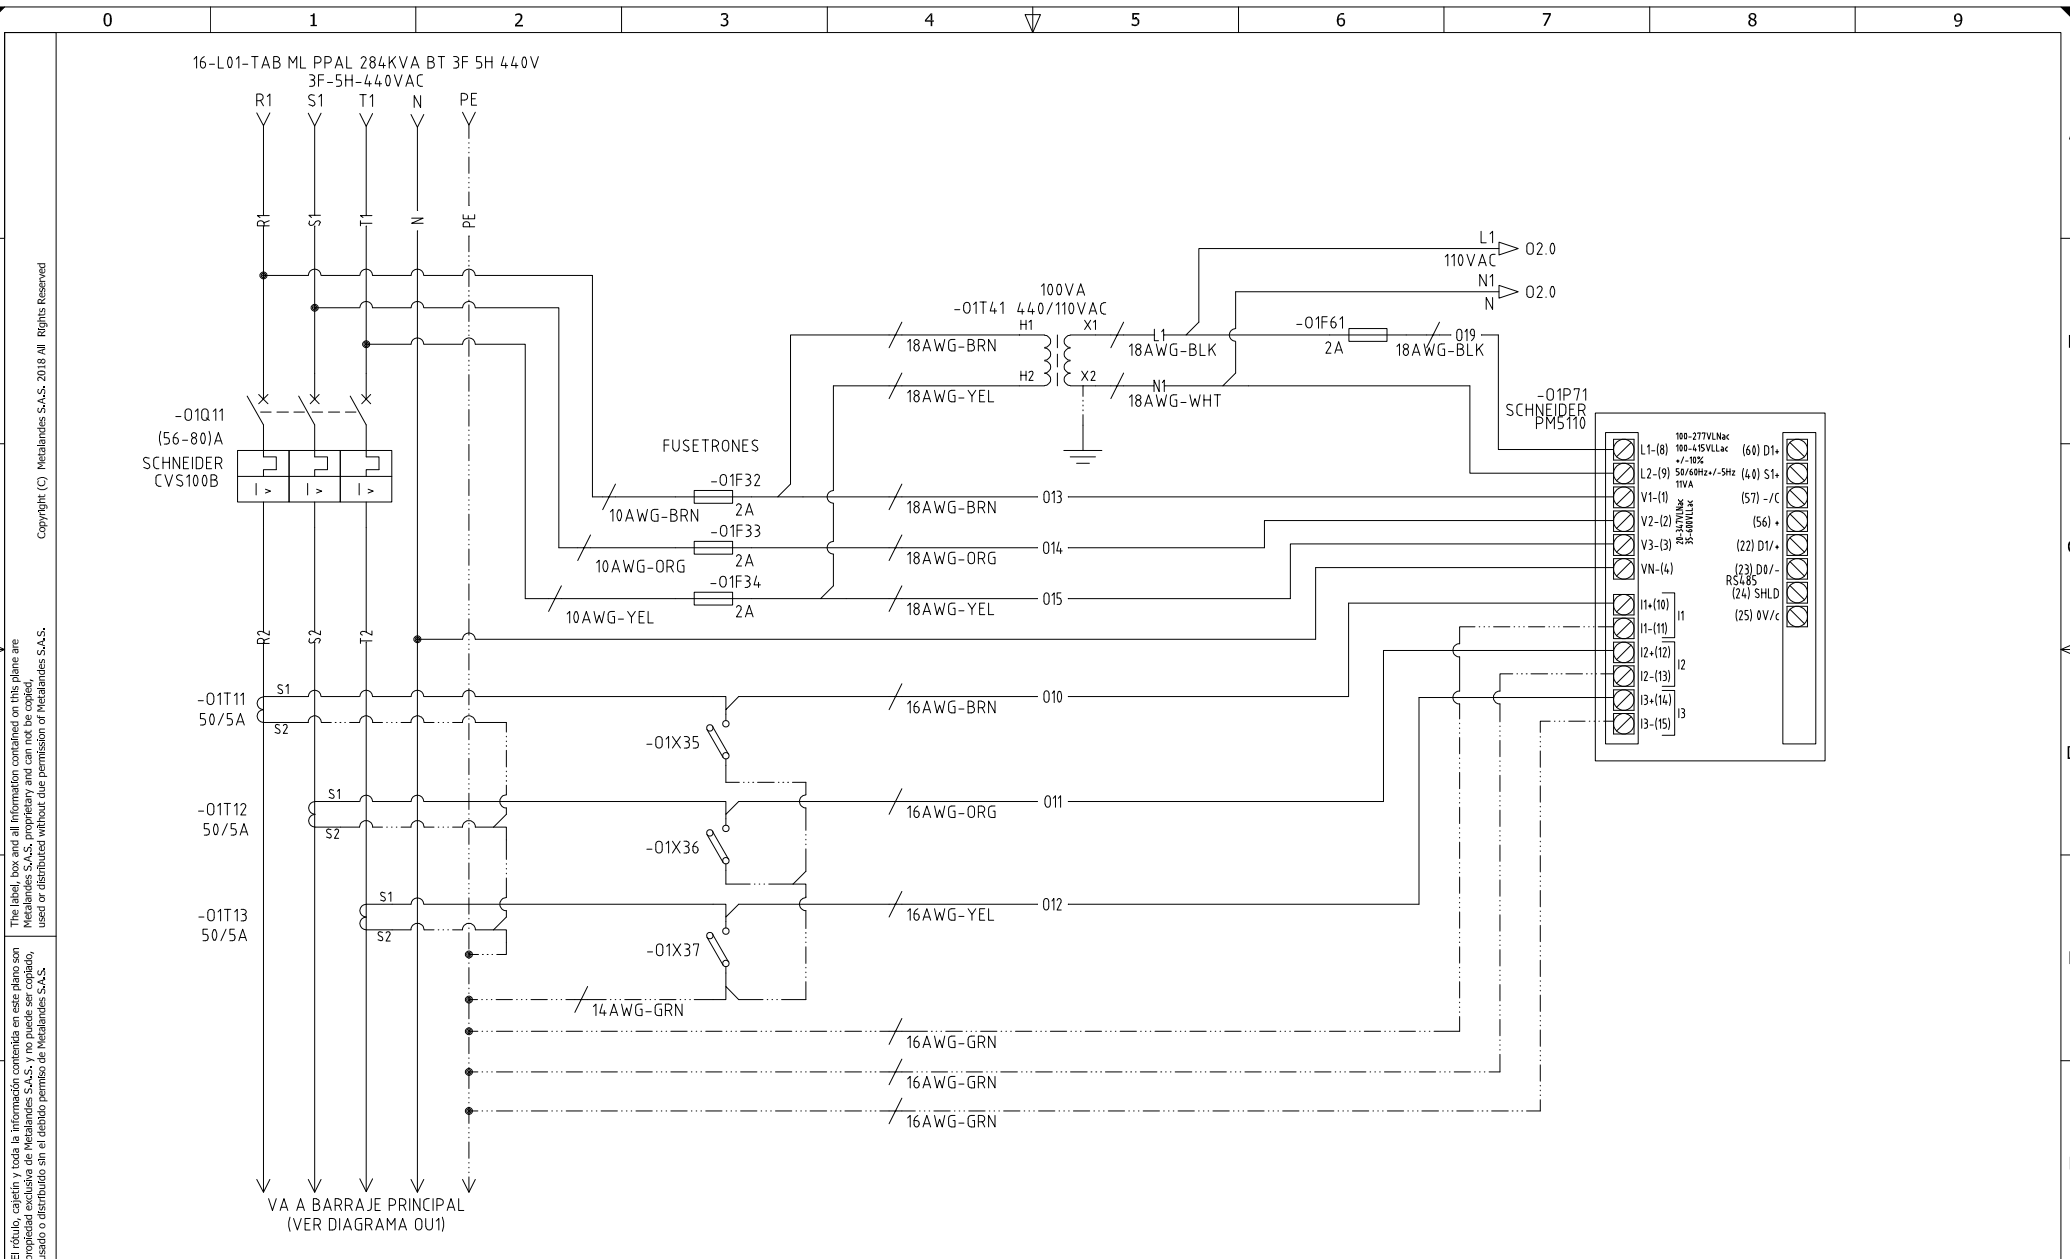 0 1 2 3 4 5 6 7 8 9
16-L01-TAB ML PPAL 284KVA BT 3F 5H 440V
3F-5H-440VAC
R1 S1 T1 N PE
R1 S1 T1 N PE
L1
110VAC
02.0
N1
N
02.0
100VA
-01T41 440/110VAC
H1
X1
H2
X2
18AWG-BRN
18AWG-YEL
L1
18AWG-BLK
N1
18AWG-WHT
-01F61
2A
019
18AWG-BLK
-01Q11
(56-80)A
SCHNEIDER
CVS100B
I > I > I >
FUSETRONES
-01F32
2A
10AWG-BRN
18AWG-BRN
013
-01F33
2A
10AWG-ORG
18AWG-ORG
014
-01F34
2A
10AWG-YEL
18AWG-YEL
015
R2 S2 T2
-01P71
SCHNEIDER
PM5110
100-277VLNac
100-415VLLac
+/-10%
50/60Hz+/-5Hz
11VA
20-347VLNac
35-600VLLac
L1-(8)
L2-(9)
V1-(1)
V2-(2)
V3-(3)
VN-(4)
I1+(10)
I1-(11)
I1
I2+(12)
I2-(13)
I2
I3+(14)
I3-(15)
I3
(60) D1+
(40) S1+
(57) -/C
(56) +
(22) D1/+
(23) D0/-
RS485
(24) SHLD
(25) 0V/c
-01T11
50/5A
S1
S2
-01X35
16AWG-BRN
010
-01T12
50/5A
S1
S2
-01X36
16AWG-ORG
011
-01T13
50/5A
S1
S2
-01X37
16AWG-YEL
012
14AWG-GRN
16AWG-GRN
16AWG-GRN
16AWG-GRN
VA A BARRAJE PRINCIPAL
(VER DIAGRAMA 0U1)
Copyright (C) Metalandes S.A.S. 2018 All Rights Reserved
The label, box and all information contained on this plane are
Metalandes S.A.S. proprietary and can not be copied,
used or distributed without due permission of Metalandes S.A.S.
El rótulo, cajetín y toda la información contenida en este plano son
propiedad exclusiva de Metalandes S.A.S. y no puede ser copiado,
usado o distribuido sin el debido permiso de Metalandes S.A.S.